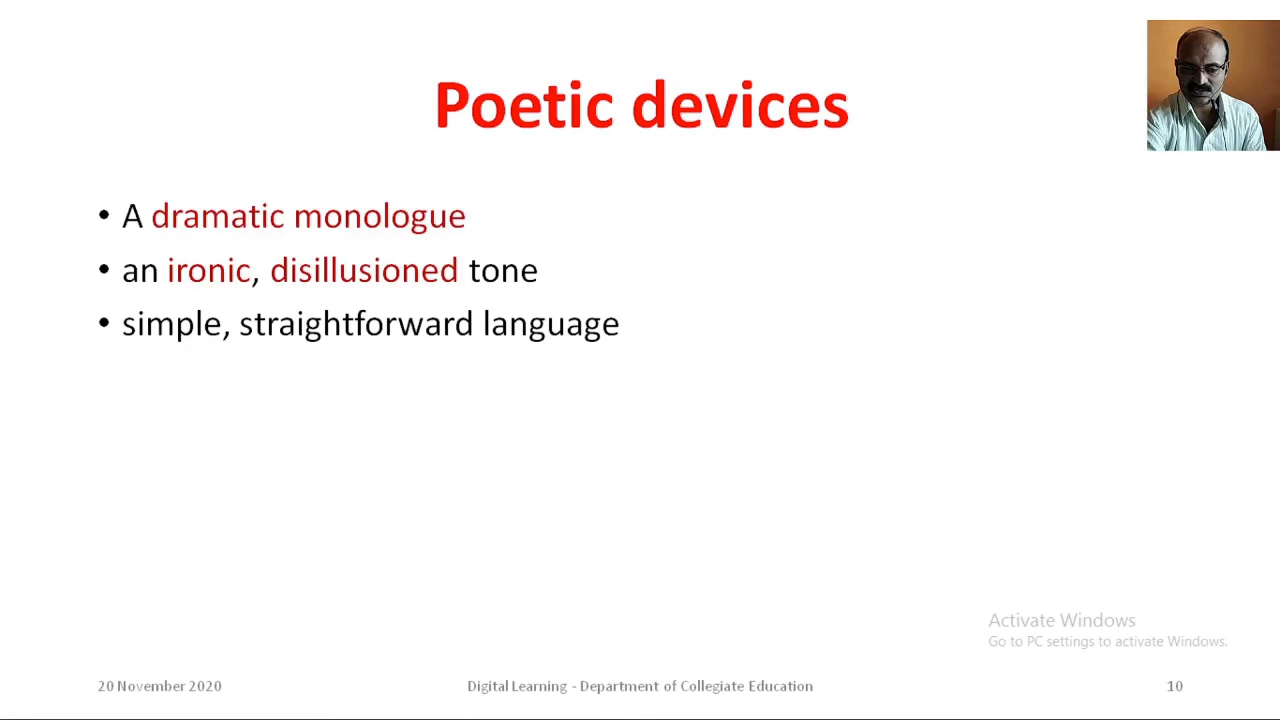 Poetic devices
• A dramatic monologue
• an ironic, disillusioned tone
• simple, straightforward language
Activate Windows
Go to PC settings to activate Windows.
20 November 2020
Digital Learning - Department of Collegiate Education
10